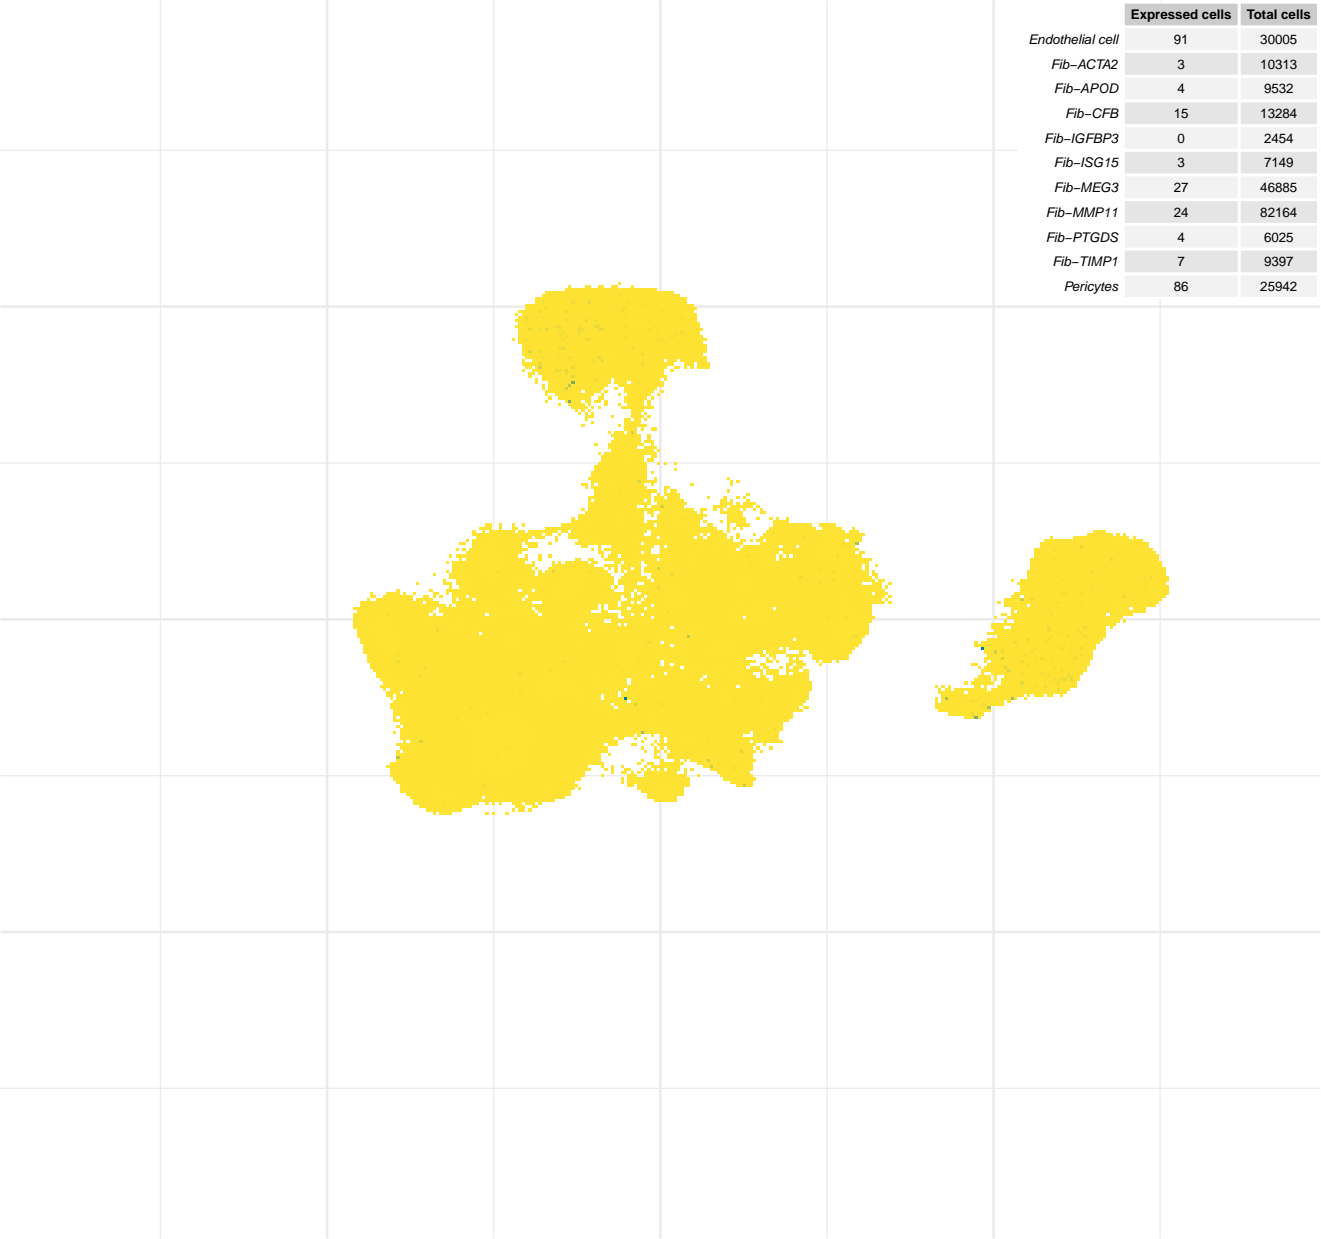 Expressed cells Total cells
Endothelial cell 91 30005
Fib−ACTA2 3 10313
Fib−APOD 4 9532
Fib−CFB 15 13284
Fib−IGFBP3 0 2454
Fib−ISG15 3 7149
Fib−MEG3 27 46885
Fib−MMP11 24 82164
Fib−PTGDS 4 6025
Fib−TIMP1 7 9397
Pericytes 86 25942